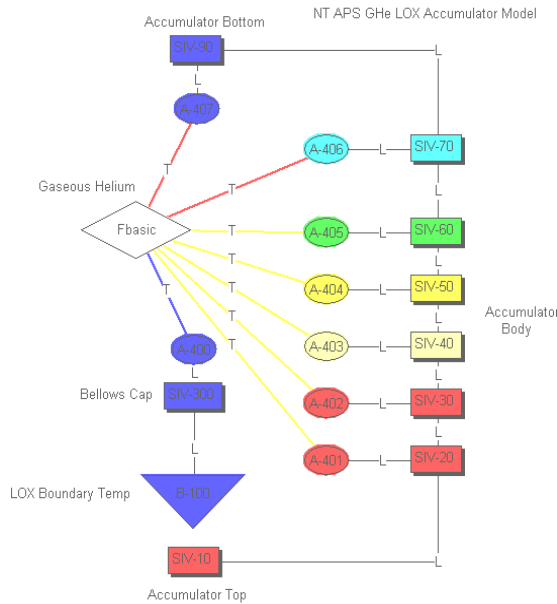 NT APS GHe LOX Accumulator Model
Accumulator Bottom
SIV-90
L
L
A-407
A-406
L
SIV-70
T
T
L
Gaseous Helium
Fbasic
T
A-405
L
SIV-60
T
L
T
A-404
L
SIV-50
T
T
L
Accumulator
Body
A-400
T
A-403
L
SIV-40
L
L
Bellows Cap
SIV-300
A-402
L
SIV-30
L
L
A-401
L
SIV-20
LOX Boundary Temp
B-100
SIV-10
L
Accumulator Top